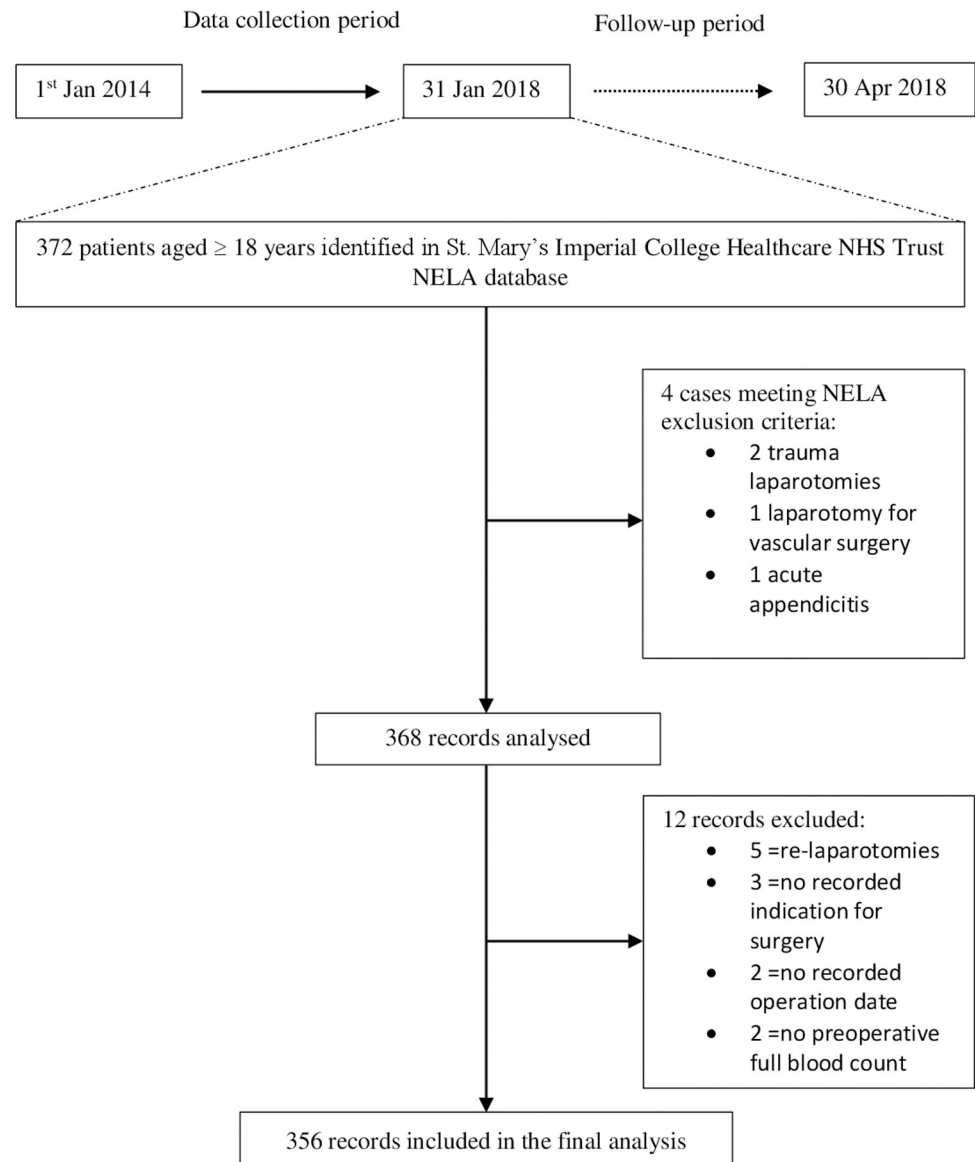 Data collection period
Follow-up period
1st Jan 2014
31 Jan 2018
30 Apr 2018
372 patients aged ≥ 18 years identified in St. Mary's Imperial College Healthcare NHS Trust
NELA database
4 cases meeting NELA
exclusion criteria:
• 2 trauma
laparotomies
• 1 laparotomy for
vascular surgery
• 1 acute
appendicitis
368 records analysed
12 records excluded:
• 5 =re-laparotomies
• 3 =no recorded
indication for
surgery
• 2 =no recorded
operation date
• 2 =no preoperative
full blood count
356 records included in the final analysis